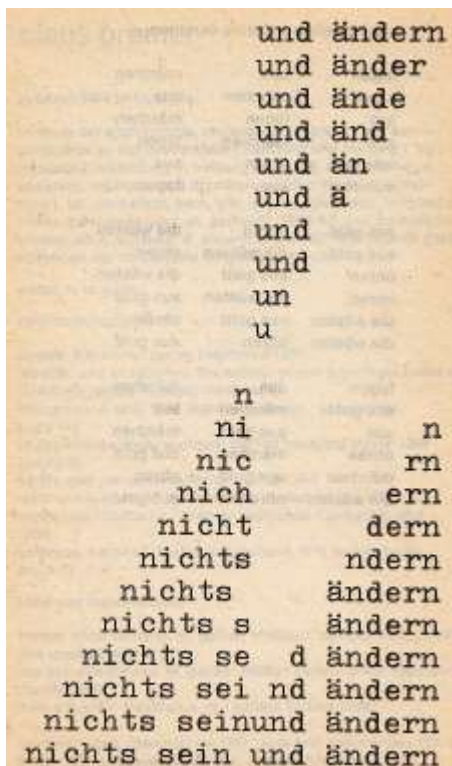 und ändern
und änder
und ände
und änd
und än
und ä
und
und
un
u
n
ni n
nic rn
nich ern
nicht dern
nichts ndern
nichts ändern
nichts s ändern
nichts se d ändern
nichts sei nd ändern
nichts seinund ändern
nichts sein und ändern